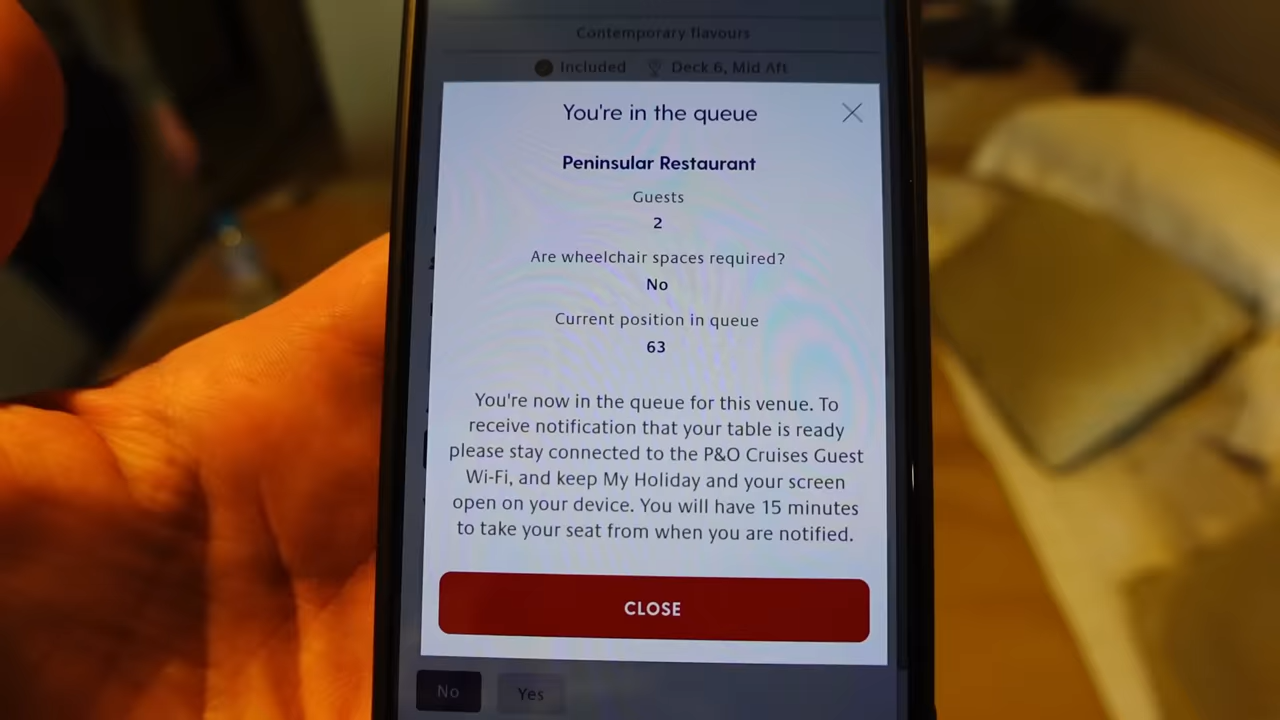 Contemporary flavours
Included Deck 6, Mid Aft
You're in the queue
Peninsular Restaurant
Guests
2
Are wheelchair spaces required?
No
Current position in queue
63
You're now in the queue for this venue. To
receive notification that your table is ready
please stay connected to the P&O Cruises Guest
Wi-Fi, and keep My Holiday and your screen
open on your device. You will have 15 minutes
to take your seat from when you are notified.
CLOSE
No Yes